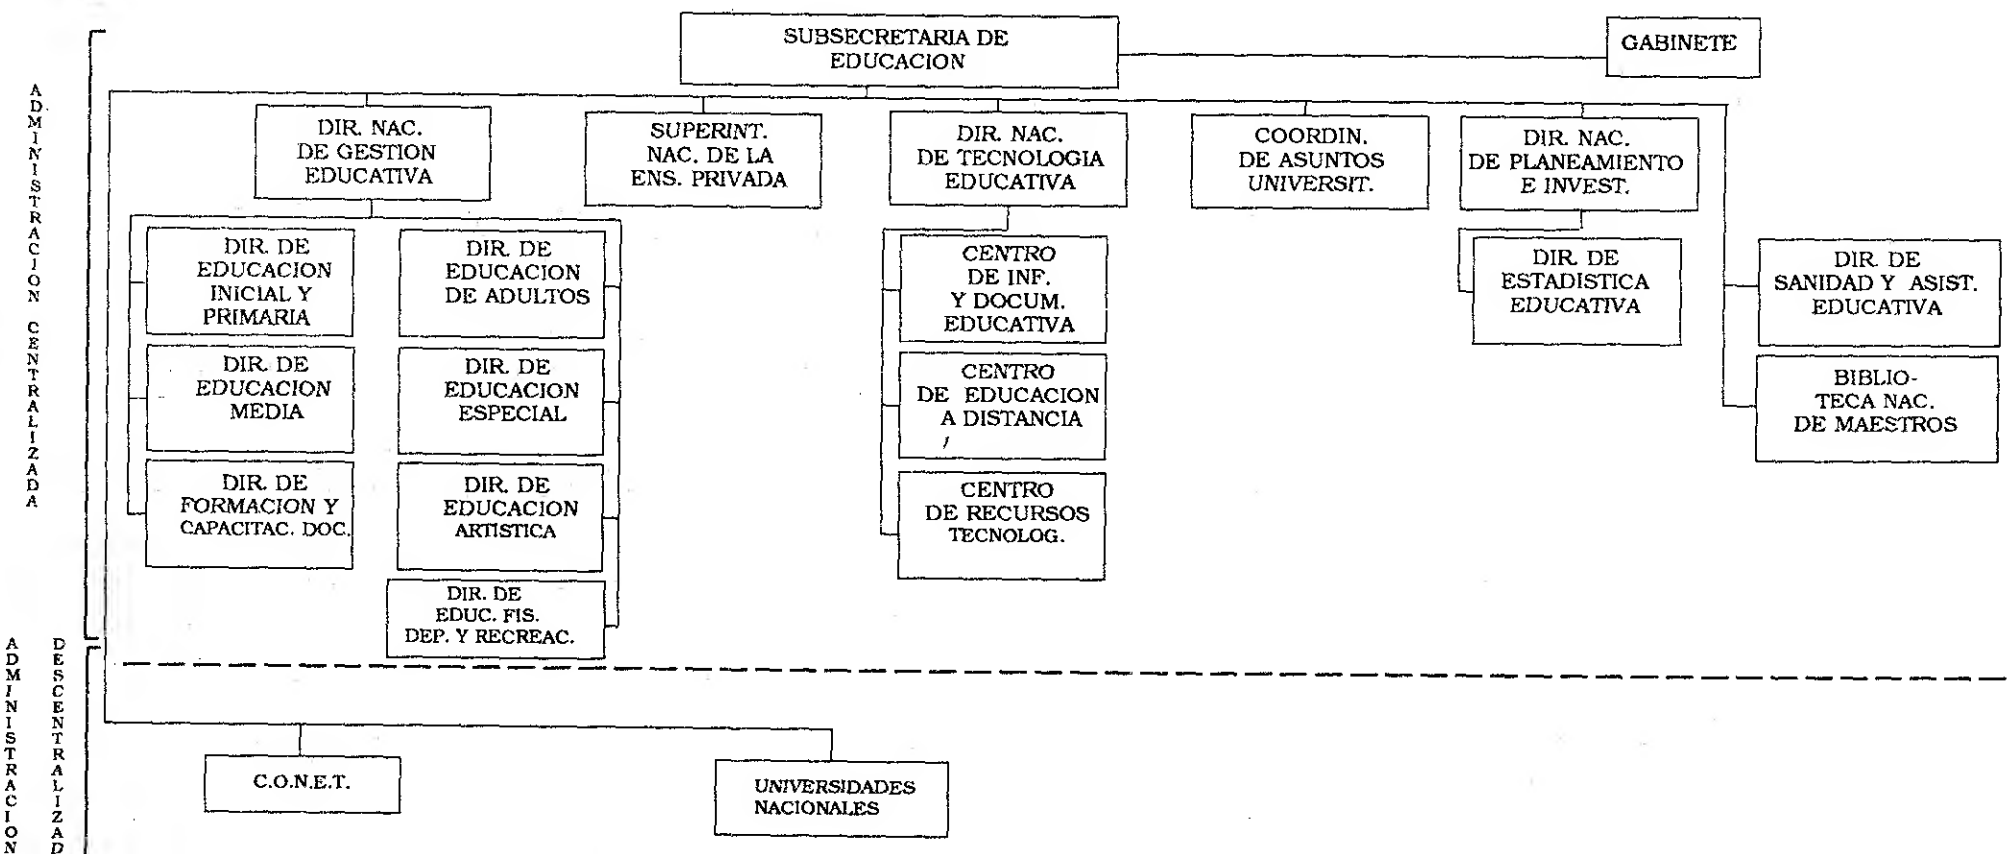 SUBSECRETARIA DE
EDUCACION
GABINETE
ADMINISTRACION CENTRALIZADA
DIR. NAC.
DE GESTION
EDUCATIVA
SUPERINT.
NAC. DE LA
ENS. PRIVADA
DIR. NAC.
DE TECNOLOGIA
EDUCATIVA
COORDIN.
DE ASUNTOS
UNIVERSIT.
DIR. NAC.
DE PLANEAMIENTO
E INVEST.
DIR. DE
EDUCACION
INICIAL Y
PRIMARIA
DIR. DE
EDUCACION
DE ADULTOS
CENTRO
DE INF.
Y DOCUM.
EDUCATIVA
DIR. DE
ESTADISTICA
EDUCATIVA
DIR. DE
SANIDAD Y ASIST.
EDUCATIVA
DIR. DE
EDUCACION
MEDIA
DIR. DE
EDUCACION
ESPECIAL
CENTRO
DE EDUCACION
A DISTANCIA
BIBLIO-
TECA NAC.
DE MAESTROS
DIR. DE
FORMACION Y
CAPACITAC. DOC.
DIR. DE
EDUCACION
ARTISTICA
CENTRO
DE RECURSOS
TECNOLOG.
DIR. DE
EDUC. FIS.
DEP. Y RECREAC.
ADMINISTRACION
DESCENTRALIZAD
C.O.N.E.T.
UNIVERSIDADES
NACIONALES